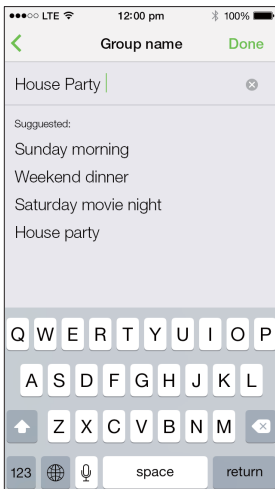 LTE 12:00 pm 100%
Group name Done
House Party
Sugguested:
Sunday morning
Weekend dinner
Saturday movie night
House party
Q W E R T Y U I O P
A S D F G H J K L
Z X C V B N M
123 space return